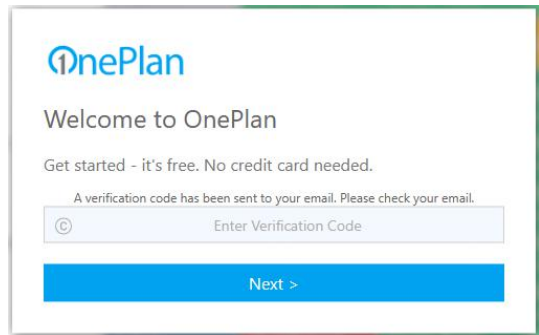 OnePlan
Welcome to OnePlan
Get started - it's free. No credit card needed.
A verification code has been sent to your email. Please check your email.
© Enter Verification Code
Next >